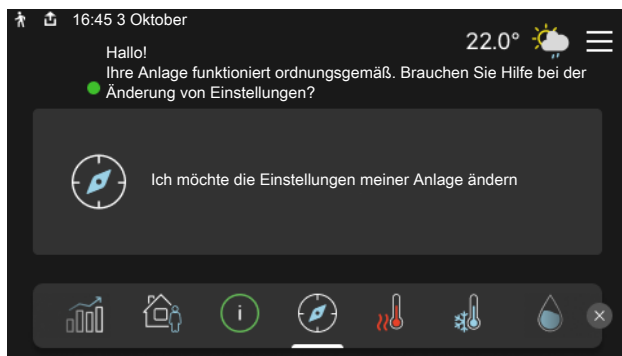 16:45 3 Oktober
22.0°
Hallo!
Ihre Anlage funktioniert ordnungsgemäß. Brauchen Sie Hilfe bei der
Änderung von Einstellungen?
Ich möchte die Einstellungen meiner Anlage ändern
i